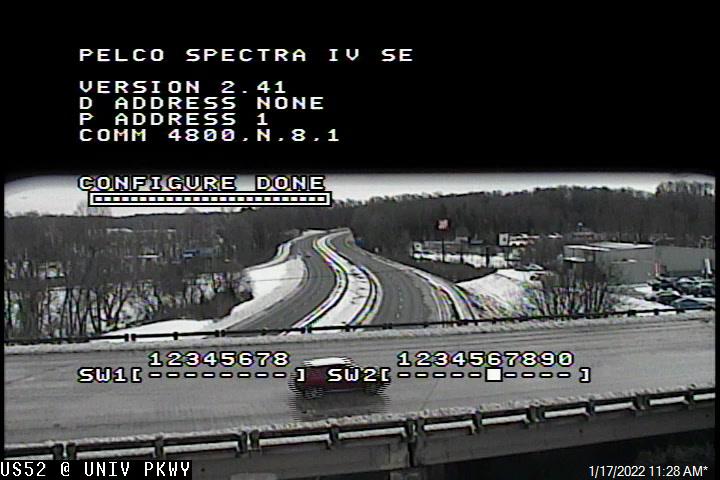 PELCO SPECTRA IV SE
VERSION 2.41
D ADDRESS NONE
P ADDRESS 1
COMM 4800,N,8,1
CONFIGURE DONE
12345678 1234567890
SW1[--------] SW2[-----■----]
US52 @ UNIV PKWY
1/17/2022 11:28 AM*